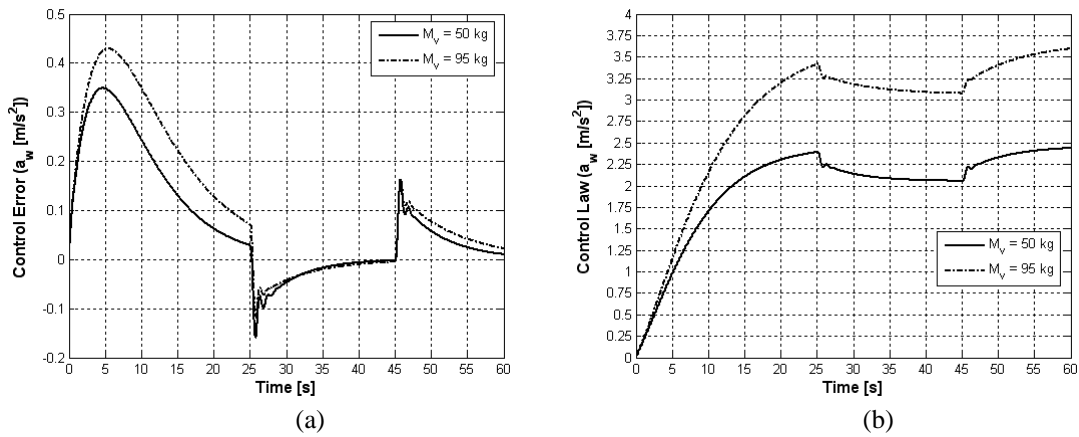 0.5
0.4
0.3
0.2
0.1
0
-0.1
-0.2
Control Error (a_w [m/s²])
0 5 10 15 20 25 30 35 40 45 50 55 60
Time [s]
M_v = 50 kg
M_v = 95 kg
(a)
4
3.75
3.5
3.25
3
2.75
2.5
2.25
2
1.75
1.5
1.25
1
0.75
0.5
0.25
0
Control Law (a_w [m/s²])
0 5 10 15 20 25 30 35 40 45 50 55 60
Time [s]
M_v = 50 kg
M_v = 95 kg
(b)